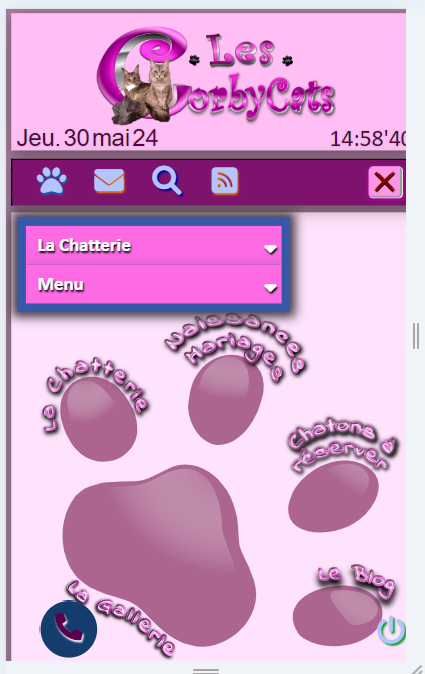 Les
CorbyCats
Jeu. 30 mai 24
14:58'40
La Chatterie
Menu
Naissances
Mariages
La Chatterie
Chatons à
réserver
Le Blog
La Gallerie